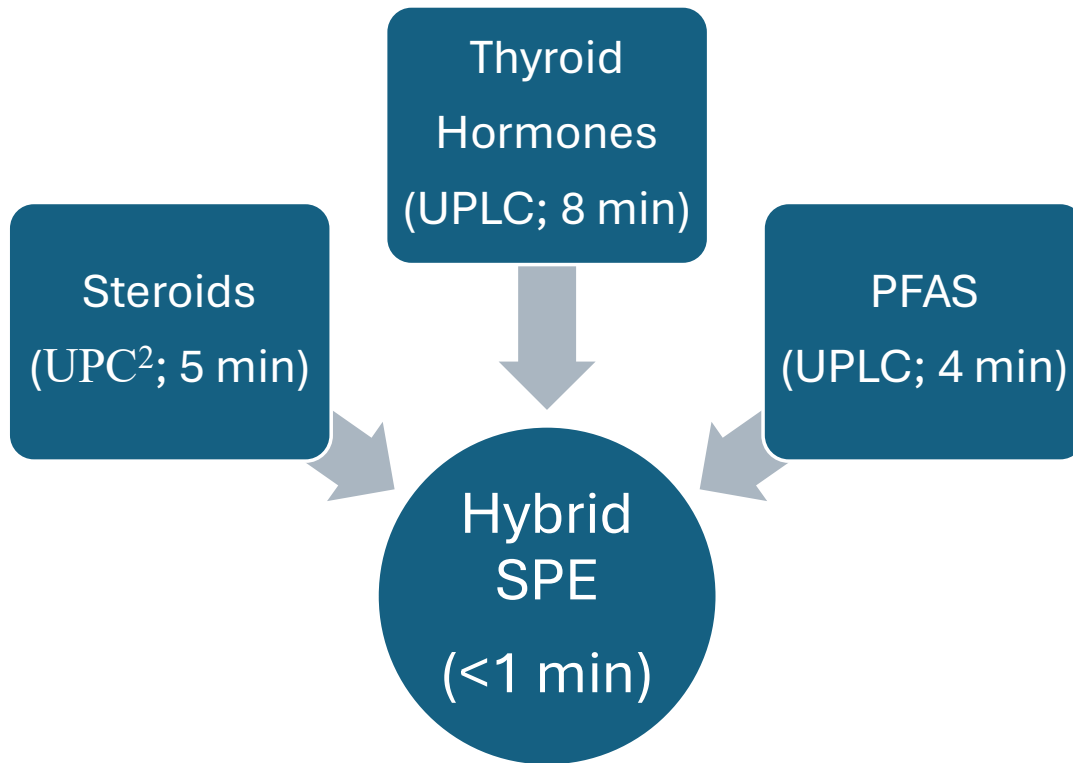 Thyroid
Hormones
(UPLC; 8 min)
Steroids
(UPC²; 5 min)
PFAS
(UPLC; 4 min)
Hybrid
SPE
(<1 min)